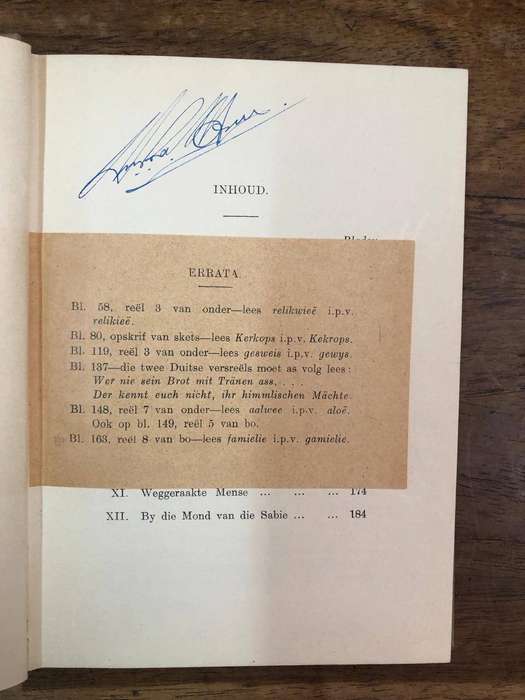 INHOUD.
ERRATA.
Bl. 58, reël 3 van onder—lees relikwieë i.p.v.
relikieë.
Bl. 80, opskrif van skets—lees Kerkops i.p.v. Kekrops.
Bl. 119, reël 3 van onder—lees gesweis i.p.v. gewys.
Bl. 137—die twee Duitse versreëls moet as volg lees:
Wer nie sein Brot mit Tränen ass, . . .
Der kennt euch nicht, ihr himmlischen Mächte.
Bl. 148, reël 7 van onder—lees aalwee i.p.v. aloë.
Ook op bl. 149, reël 5 van bo.
Bl. 163, reël 8 van bo—lees famielie i.p.v. gamielie.
XI. Weggeraakte Mense ... ... ... 174
XII. By die Mond van die Sabie ... ... 184